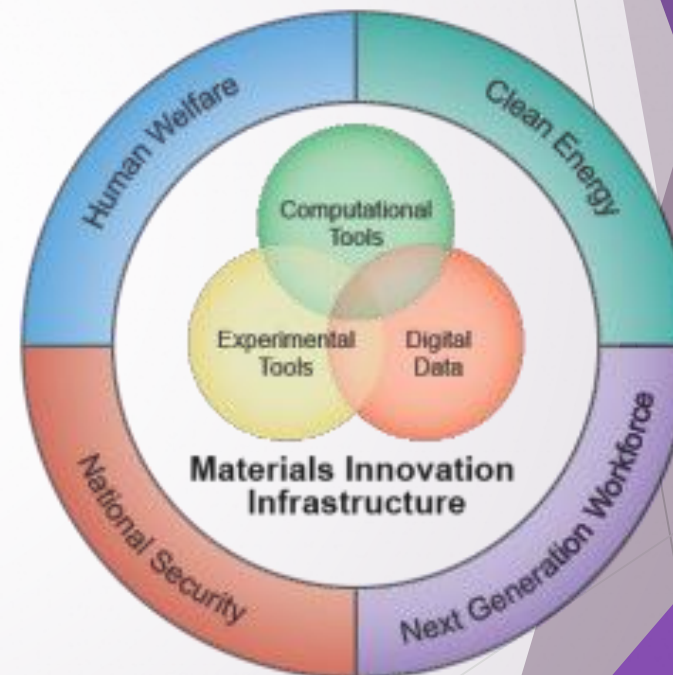 Human Welfare
Clean Energy
Computational
Tools
Experimental
Tools
Digital
Data
Materials Innovation
Infrastructure
National Security
Next Generation Workforce